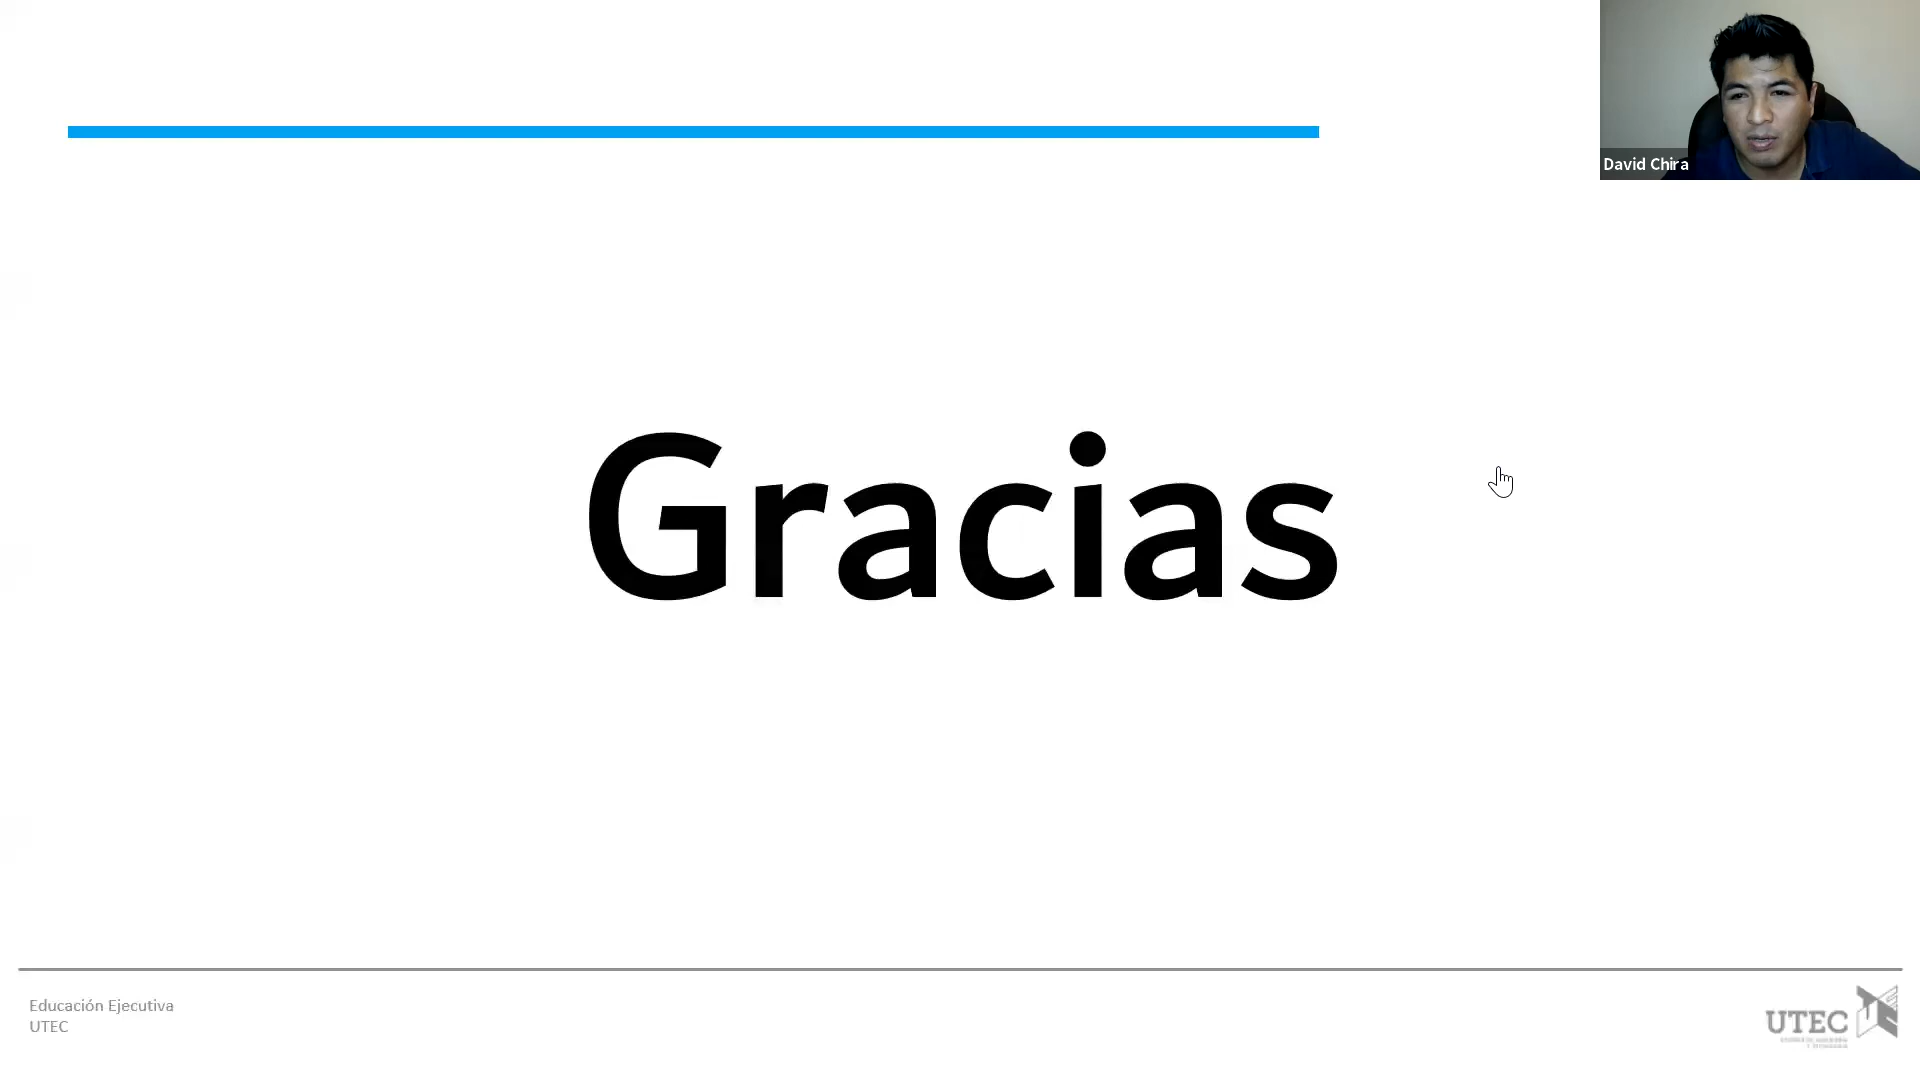 David Chira
Gracias
Educación Ejecutiva
UTEC
UTEC